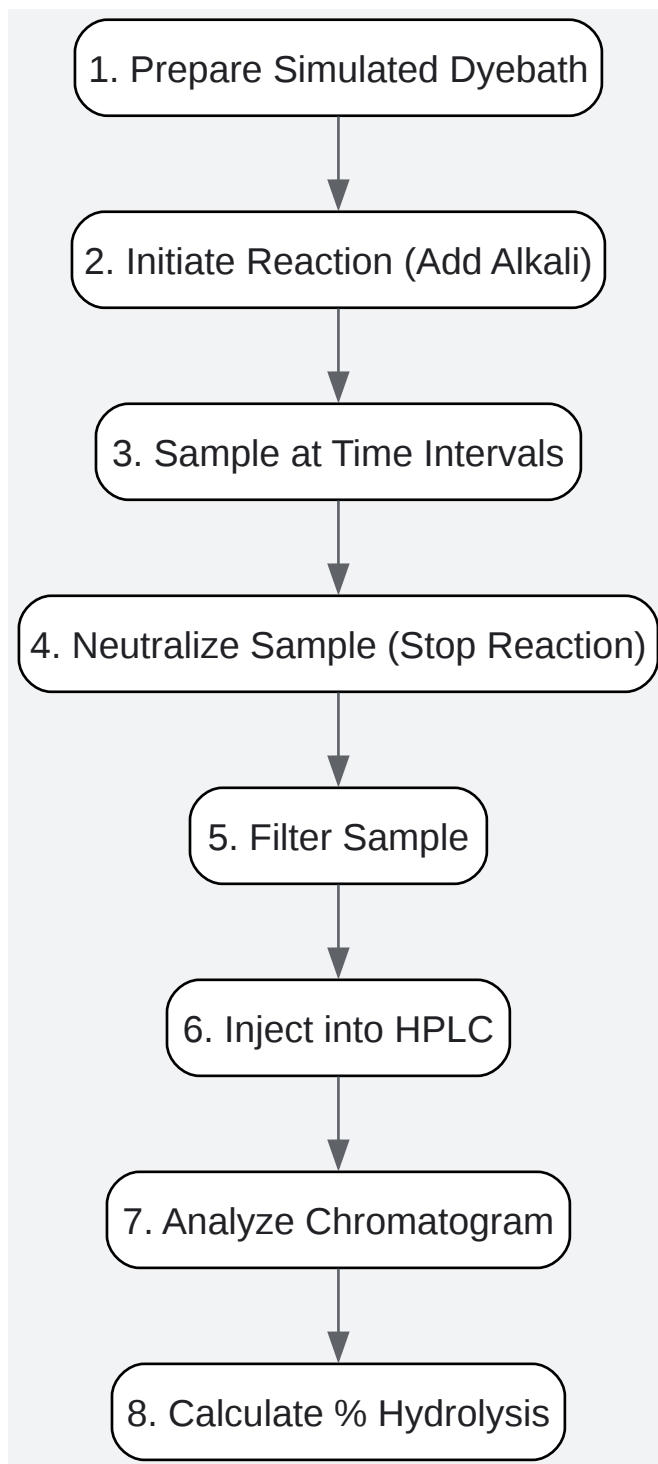 1. Prepare Simulated Dyebath
2. Initiate Reaction (Add Alkali)
3. Sample at Time Intervals
4. Neutralize Sample (Stop Reaction)
5. Filter Sample
6. Inject into HPLC
7. Analyze Chromatogram
8. Calculate % Hydrolysis